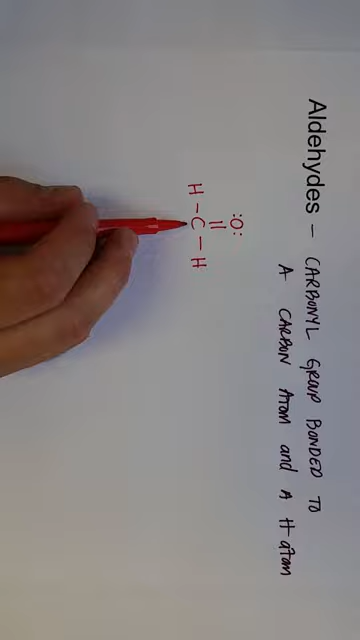 Aldehydes – CARBONYL GROUP BONDED TO
A CARBON ATOM and A H atom
:O:
||
H – C – H